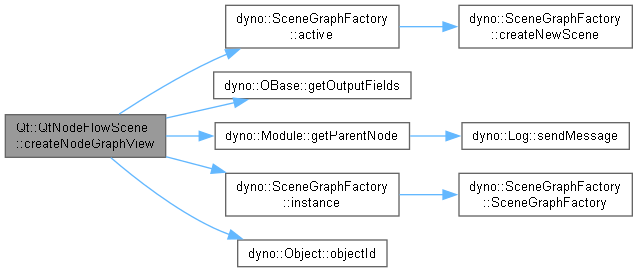 Qt::QtNodeFlowScene
::createNodeGraphView
dyno::SceneGraphFactory
::active
dyno::SceneGraphFactory
::createNewScene
dyno::OBase::getOutputFields
dyno::Module::getParentNode
dyno::Log::sendMessage
dyno::SceneGraphFactory
::instance
dyno::SceneGraphFactory
::SceneGraphFactory
dyno::Object::objectId